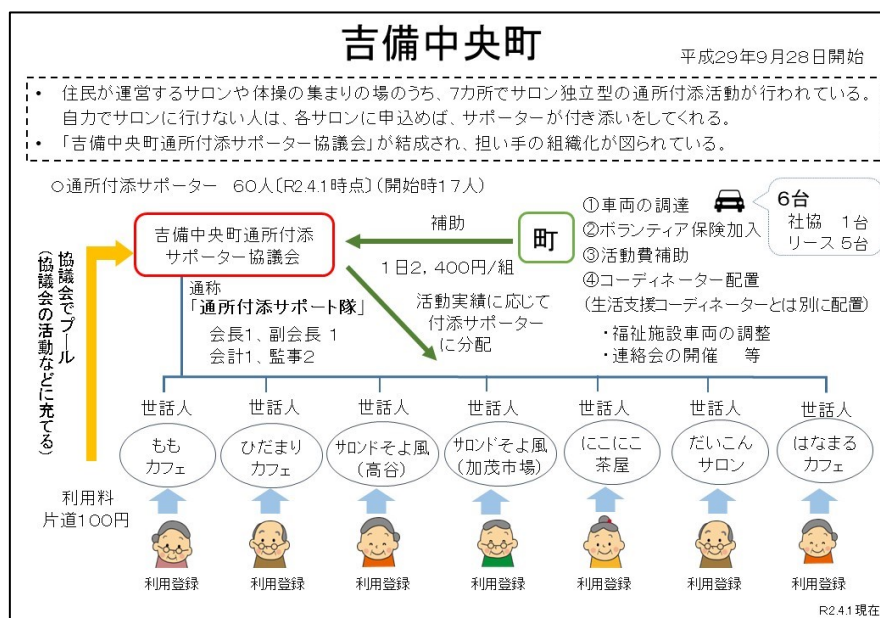 吉備中央町
平成29年9月28日開始
• 住民が運営するサロンや体操の集まりの場のうち、7カ所でサロン独立型の通所付添活動が行われている。
自力でサロンに行けない人は、各サロンに申込めば、サポーターが付き添いをしてくれる。
• 「吉備中央町通所付添サポーター協議会」が結成され、担い手の組織化が図られている。
○通所付添サポーター 60人〔R2.4.1時点〕(開始時17人)
吉備中央町通所付添
サポーター協議会
補助
町
1日2,400円/組
活動実績に応じて
付添サポーター
に分配
①車両の調達
②ボランティア保険加入
③活動費補助
④コーディネーター配置
(生活支援コーディネーターとは別に配置)
・福祉施設車両の調整
・連絡会の開催 等
6台
社協 1台
リース 5台
通称
「通所付添サポート隊」
会長1、副会長1
会計1、監事2
協議会でプール
(協議会の活動などに充てる)
利用料
片道100円
世話人 世話人 世話人 世話人 世話人 世話人 世話人
もも
カフェ
ひだまり
カフェ
サロンドそよ風
(高谷)
サロンドそよ風
(加茂市場)
にこにこ
茶屋
だいこん
サロン
はなまる
カフェ
利用登録 利用登録 利用登録 利用登録 利用登録 利用登録 利用登録
R2.4.1現在